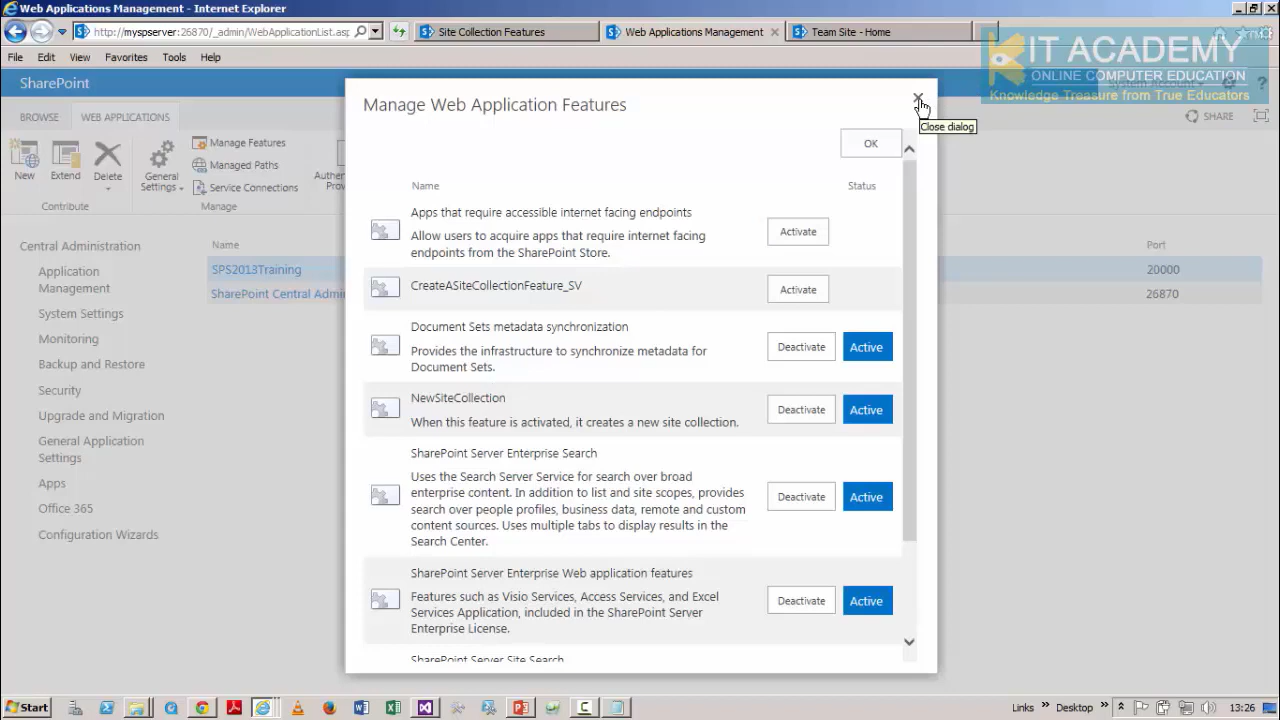 Web Applications Management - Internet Explorer
http://myspserver:26870/_admin/WebApplicationList.asp
Site Collection Features
Web Applications Management
Team Site - Home
File Edit View Favorites Tools Help
KIT ACADEMY
ONLINE COMPUTER EDUCATION
Knowledge Treasure from True Educators
SharePoint
System Account
BROWSE
WEB APPLICATIONS
SHARE
New
Extend
Delete
General
Settings
Manage Features
Managed Paths
Service Connections
Contribute
Manage
Manage Web Application Features
Close dialog
OK
Name
Status
Apps that require accessible internet facing endpoints
Allow users to acquire apps that require internet facing
endpoints from the SharePoint Store.
Activate
CreateASiteCollectionFeature_SV
Activate
Document Sets metadata synchronization
Provides the infrastructure to synchronize metadata for
Document Sets.
Deactivate
Active
NewSiteCollection
When this feature is activated, it creates a new site collection.
Deactivate
Active
SharePoint Server Enterprise Search
Uses the Search Server Service for search over broad
enterprise content. In addition to list and site scopes, provides
search over people profiles, business data, remote and custom
content sources. Uses multiple tabs to display results in the
Search Center.
Deactivate
Active
SharePoint Server Enterprise Web application features
Features such as Visio Services, Access Services, and Excel
Services Application, included in the SharePoint Server
Enterprise License.
Deactivate
Active
SharePoint Server Site Search
Central Administration
Application
Management
System Settings
Monitoring
Backup and Restore
Security
Upgrade and Migration
General Application
Settings
Apps
Office 365
Configuration Wizards
Name
SPS2013Training
SharePoint Central Admin
Port
20000
26870
Start
Links
Desktop
13:26